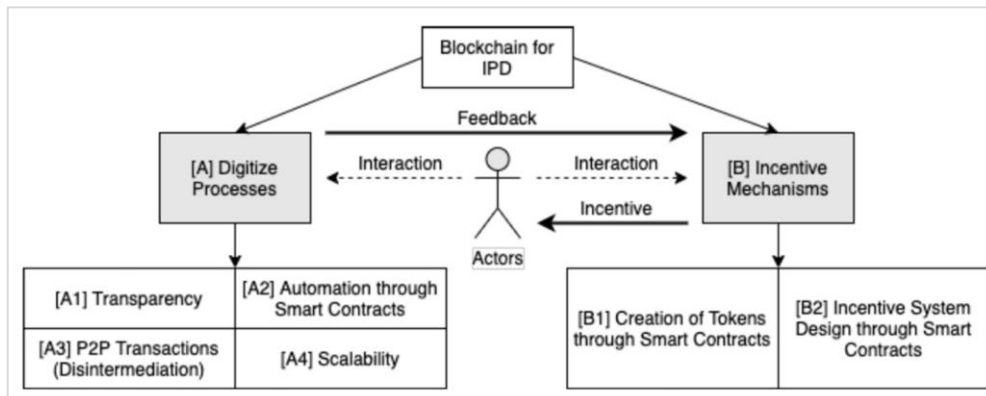 Blockchain for
IPD
Feedback
[A] Digitize
Processes
Interaction
Interaction
[B] Incentive
Mechanisms
Incentive
Actors
[A1] Transparency
[A2] Automation through
Smart Contracts
[A3] P2P Transactions
(Disintermediation)
[A4] Scalability
[B1] Creation of Tokens
through Smart Contracts
[B2] Incentive System
Design through Smart
Contracts